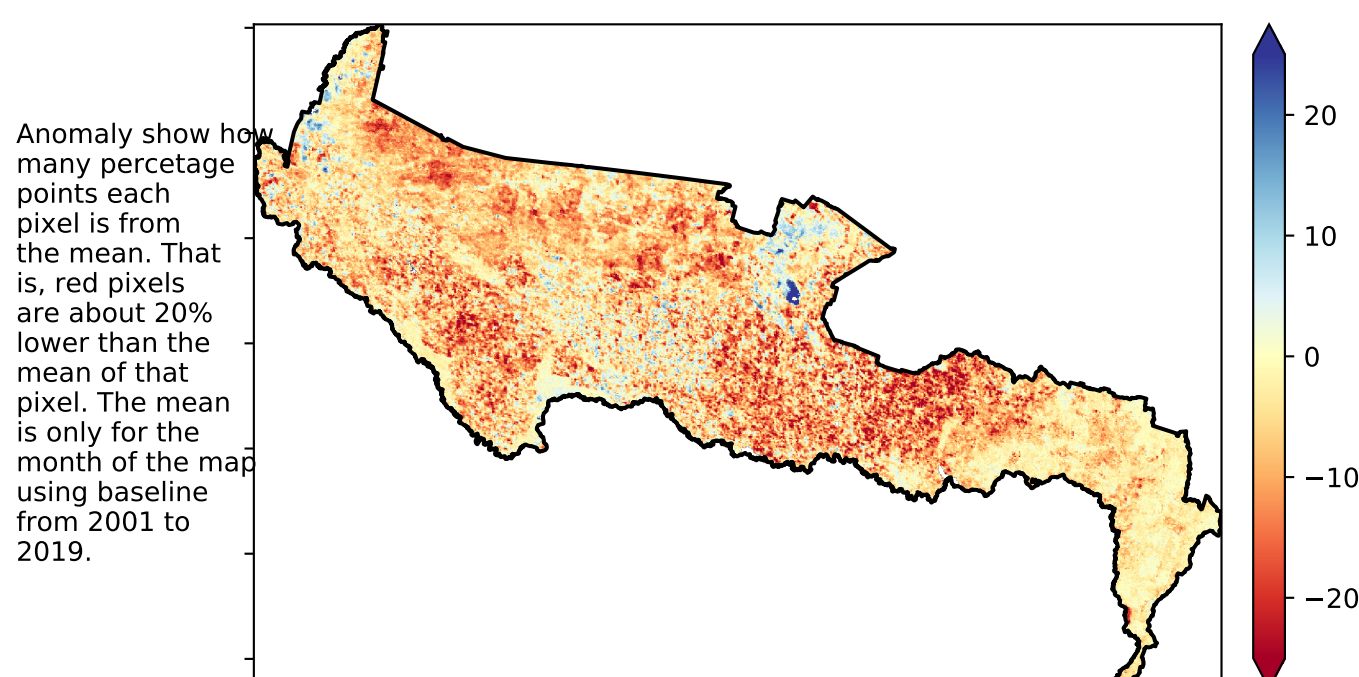 Anomaly show how
many percetage
points each
pixel is from
the mean. That
is, red pixels
are about 20%
lower than the
mean of that
pixel. The mean
is only for the
month of the map
using baseline
from 2001 to
2019.
20
10
0
−10
−20